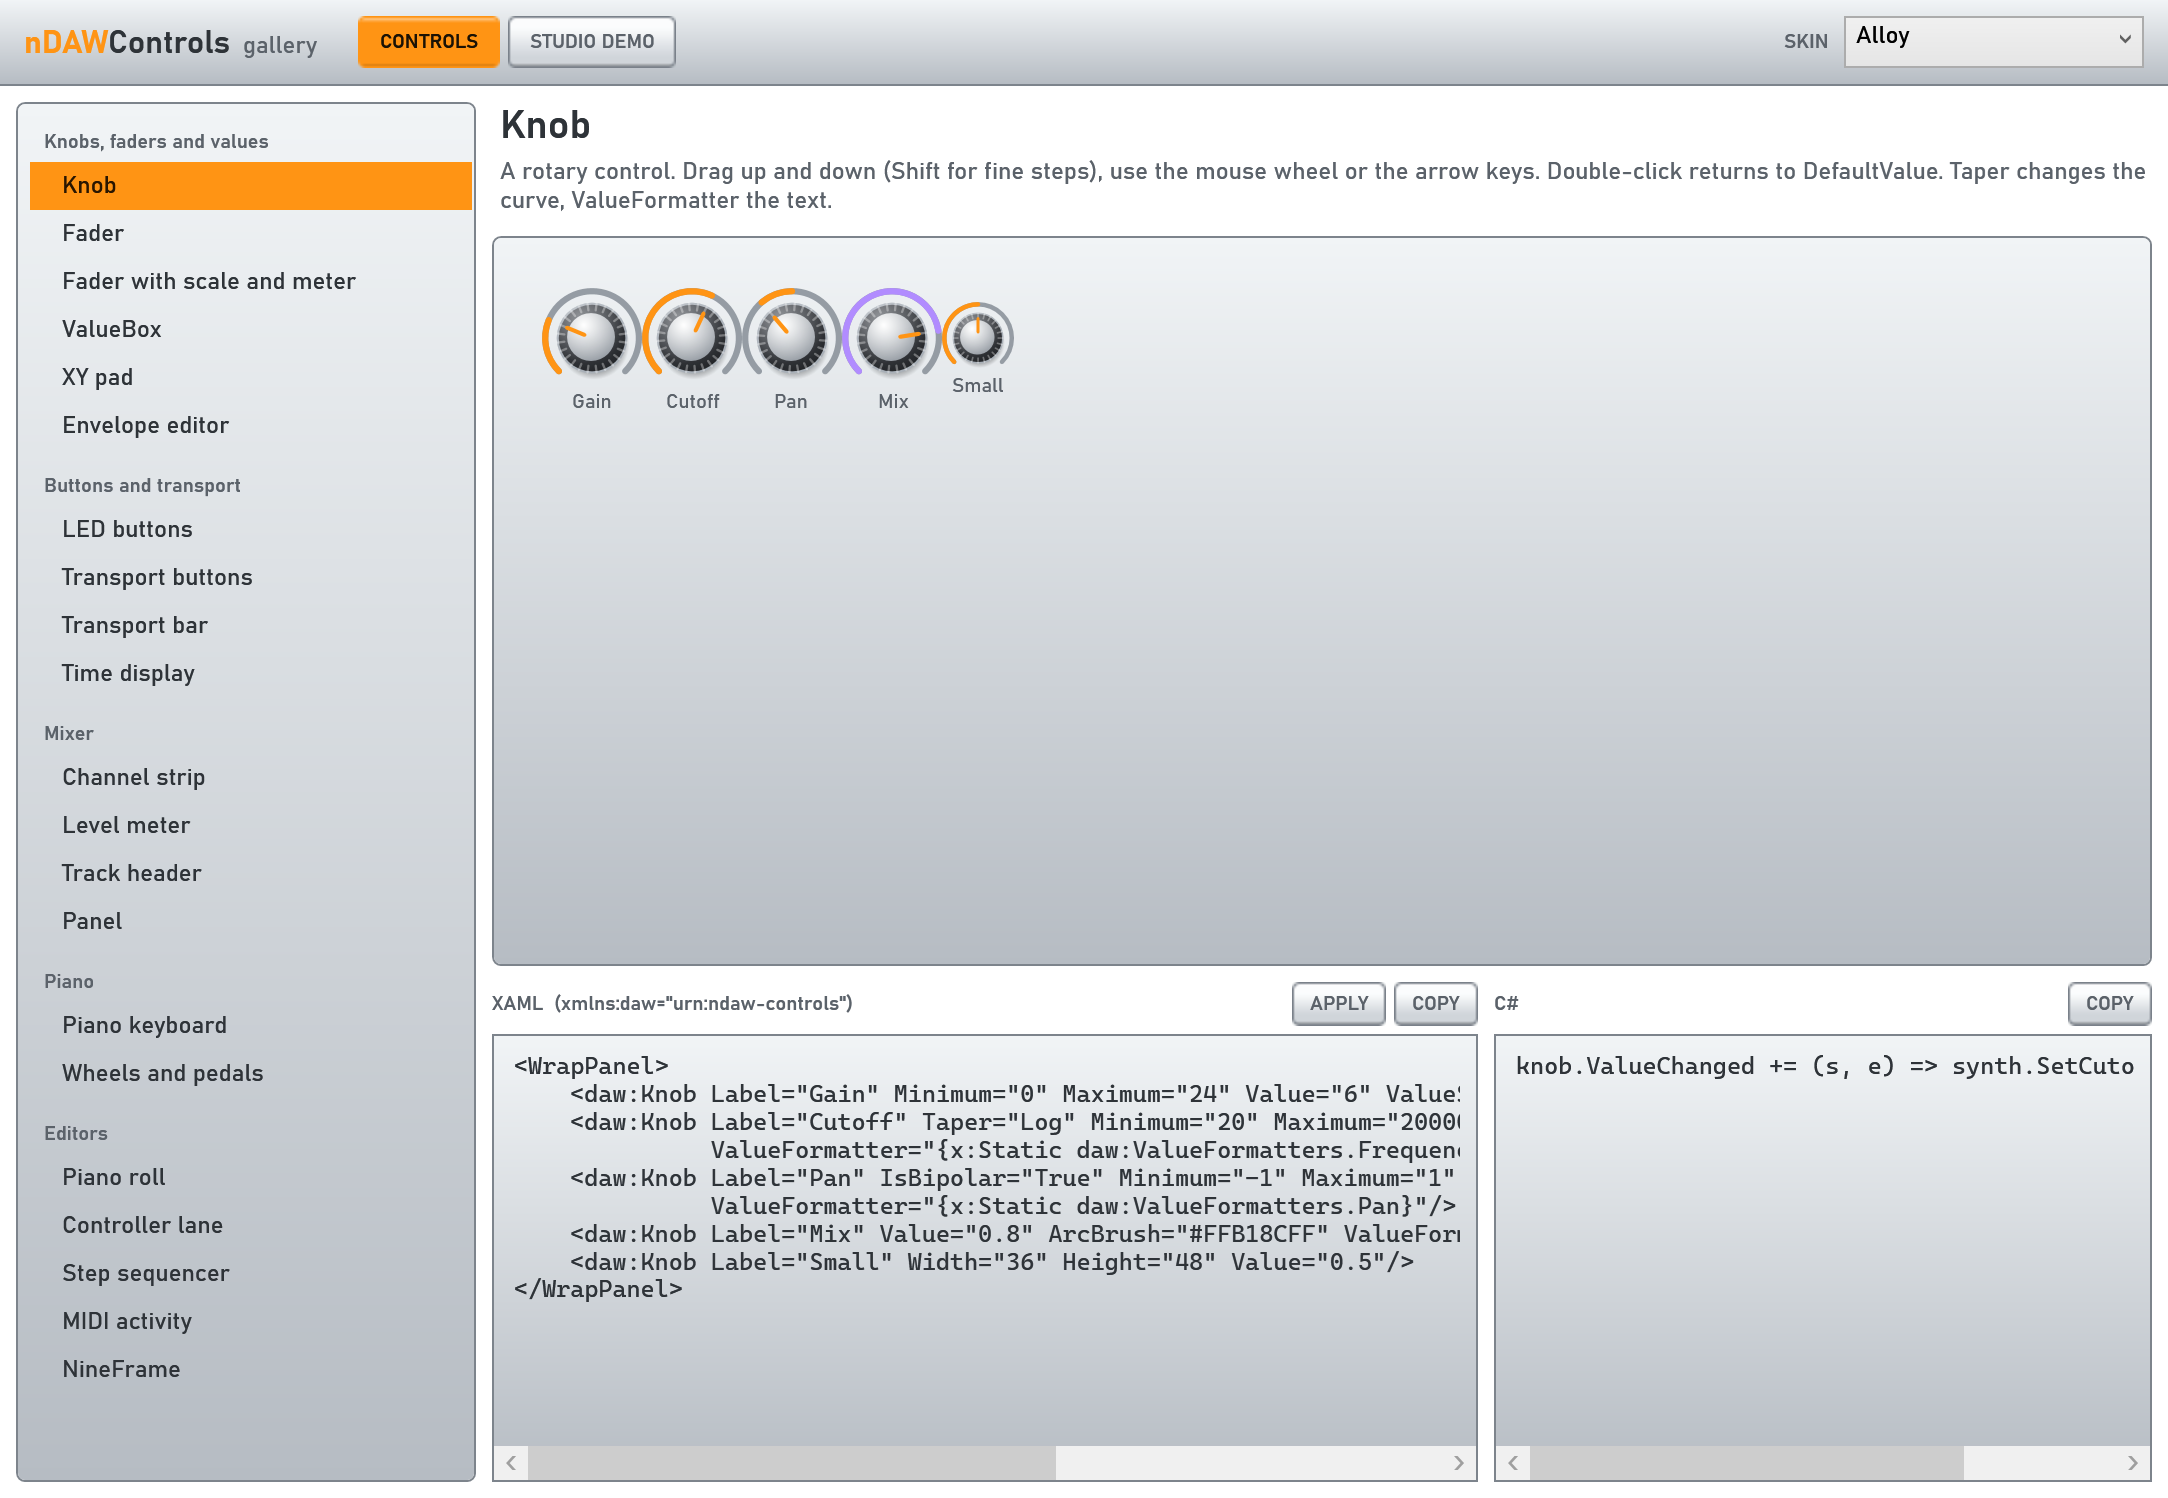 nDAWControls gallery
CONTROLS
STUDIO DEMO
SKIN
Alloy
Knobs, faders and values
Knob
Fader
Fader with scale and meter
ValueBox
XY pad
Envelope editor
Buttons and transport
LED buttons
Transport buttons
Transport bar
Time display
Mixer
Channel strip
Level meter
Track header
Panel
Piano
Piano keyboard
Wheels and pedals
Editors
Piano roll
Controller lane
Step sequencer
MIDI activity
NineFrame
Knob
A rotary control. Drag up and down (Shift for fine steps), use the mouse wheel or the arrow keys. Double-click returns to DefaultValue. Taper changes the
curve, ValueFormatter the text.
Gain
Cutoff
Pan
Mix
Small
XAML (xmlns:daw="urn:ndaw-controls")
APPLY
COPY
<WrapPanel>
<daw:Knob Label="Gain" Minimum="0" Maximum="24" Value="6" Value
<daw:Knob Label="Cutoff" Taper="Log" Minimum="20" Maximum="2000
ValueFormatter="{x:Static daw:ValueFormatters.Frequen
<daw:Knob Label="Pan" IsBipolar="True" Minimum="-1" Maximum="1"
ValueFormatter="{x:Static daw:ValueFormatters.Pan}"/>
<daw:Knob Label="Mix" Value="0.8" ArcBrush="#FFB18CFF" ValueFor
<daw:Knob Label="Small" Width="36" Height="48" Value="0.5"/>
</WrapPanel>
C#
COPY
knob.ValueChanged += (s, e) => synth.SetCuto